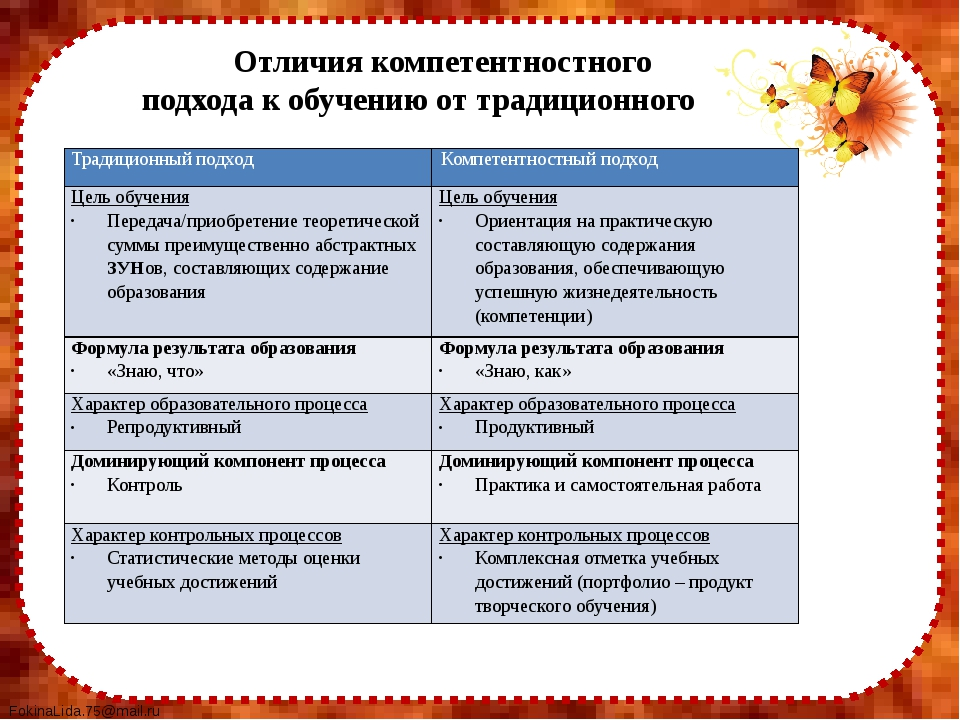 Отличия компетентностного
подхода к обучению от традиционного
Традиционный подход
Компетентностный подход
Цель обучения
· Передача/приобретение теоретической
суммы преимущественно абстрактных
ЗУНов, составляющих содержание
образования
Цель обучения
· Ориентация на практическую
составляющую содержания
образования, обеспечивающую
успешную жизнедеятельность
(компетенции)
Формула результата образования
· «Знаю, что»
Формула результата образования
· «Знаю, как»
Характер образовательного процесса
· Репродуктивный
Характер образовательного процесса
· Продуктивный
Доминирующий компонент процесса
· Контроль
Доминирующий компонент процесса
· Практика и самостоятельная работа
Характер контрольных процессов
· Статистические методы оценки
учебных достижений
Характер контрольных процессов
· Комплексная отметка учебных
достижений (портфолио – продукт
творческого обучения)
FokinaLida.75@mail.ru